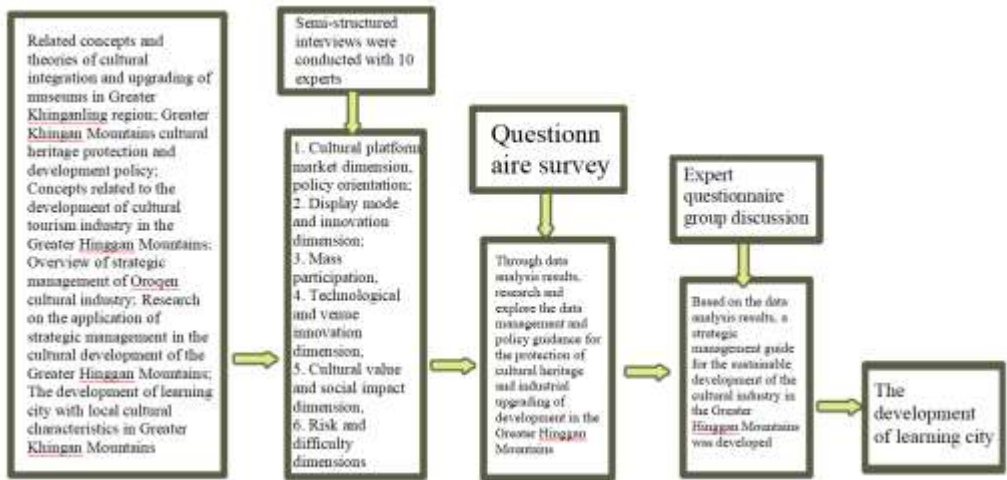 Related concepts and
theories of cultural
integration and upgrading of
museums in Greater
Khinganling region; Greater
Khingan Mountains cultural
heritage protection and
development policy;
Concepts related to the
development of cultural
tourism industry in the
Greater Hinggan Mountains;
Overview of strategic
management of Oroqen
cultural industry; Research
on the application of
strategic management in the
cultural development of the
Greater Hinggan Mountains;
The development of learning
city with local cultural
characteristics in Greater
Khingan Mountains
Semi-structured
interviews were
conducted with 10
experts
1. Cultural platform
market dimension,
policy orientation;
2. Display mode
and innovation
dimension;
3. Mass
participation,
4. Technological
and venue
innovation
dimension,
5. Cultural value
and social impact
dimension,
6. Risk and
difficulty
dimensions
Questionn
aire survey
Through data
analysis results,
research and
explore the data
management and
policy guidance for
the protection of
cultural heritage
and industrial
upgrading of
development in the
Greater Hinggan
Mountains
Expert
questionnaire
group discussion
Based on the data
analysis results, a
strategic
management guide
for the sustainable
development of the
cultural industry in
the Greater
Hinggan Mountains
was developed
The
development
of learning city